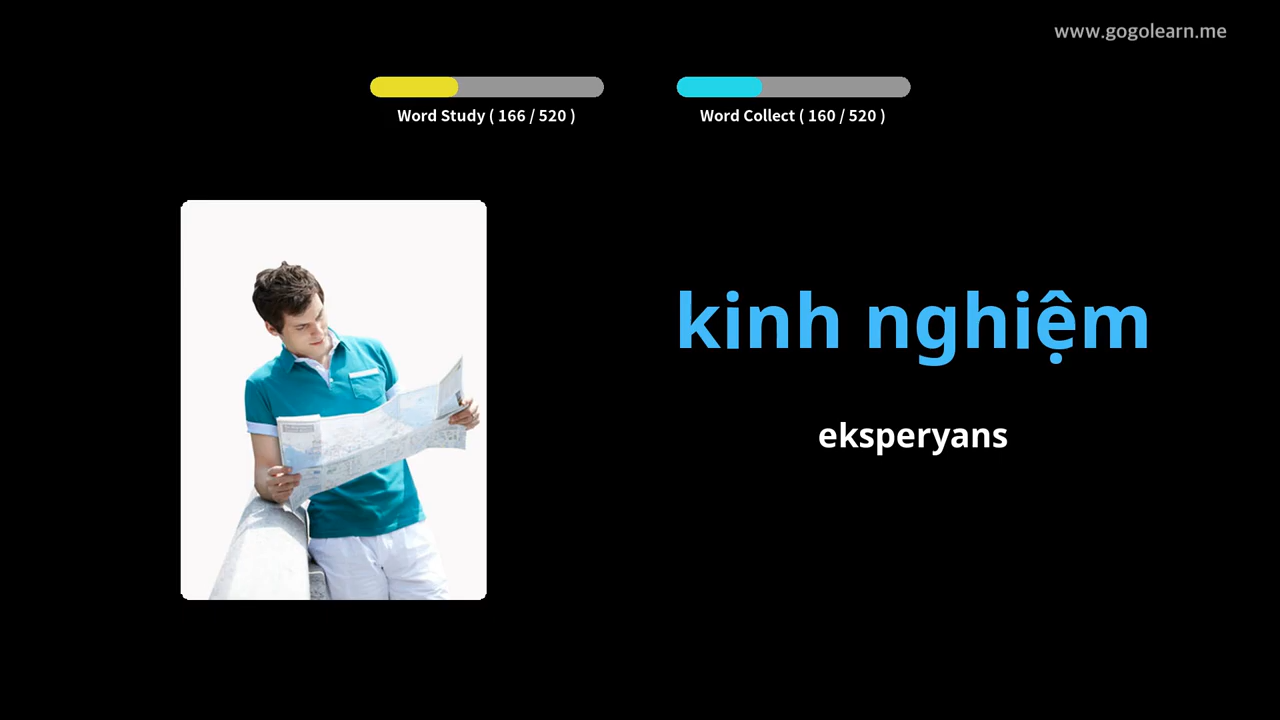 www.gogolearn.me
Word Study ( 166 / 520 )
Word Collect ( 160 / 520 )
kinh nghiệm
eksperyans